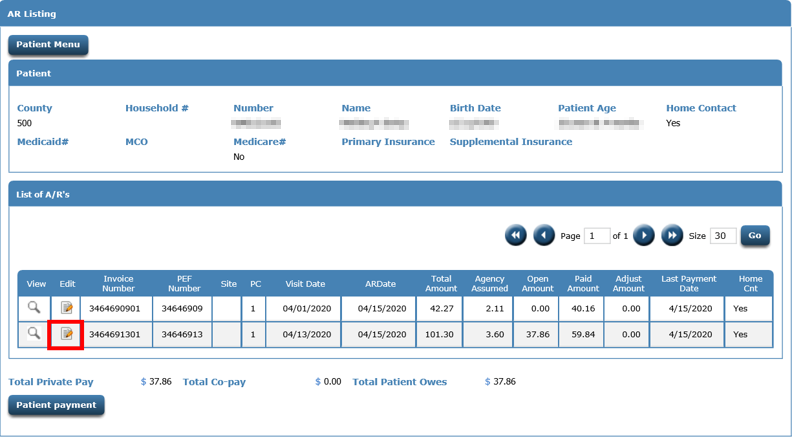 AR Listing
Patient Menu
Patient
County Household # Number Name Birth Date Patient Age Home Contact
500 Yes
Medicaid# MCO Medicare# Primary Insurance Supplemental Insurance
No
List of A/R's
Page 1 of 1 Size 30 Go
View Edit Invoice Number PEF Number Site PC Visit Date ARDate Total Amount Agency Assumed Open Amount Paid Amount Adjust Amount Last Payment Date Home Cnt
3464690901 34646909 1 04/01/2020 04/15/2020 42.27 2.11 0.00 40.16 0.00 4/15/2020 Yes
3464691301 34646913 1 04/13/2020 04/15/2020 101.30 3.60 37.86 59.84 0.00 4/15/2020 Yes
Total Private Pay $ 37.86 Total Co-pay $ 0.00 Total Patient Owes $ 37.86
Patient payment